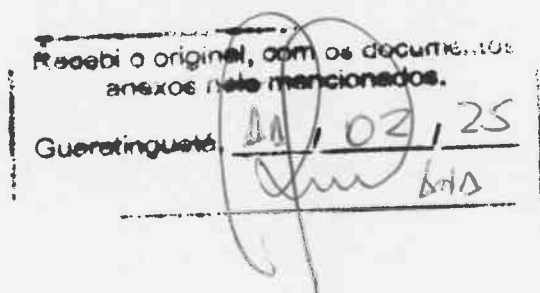 Recebi o original, com os documentos
anexos nele mencionados.
Guaratinguetá, 11 / 02 / 25